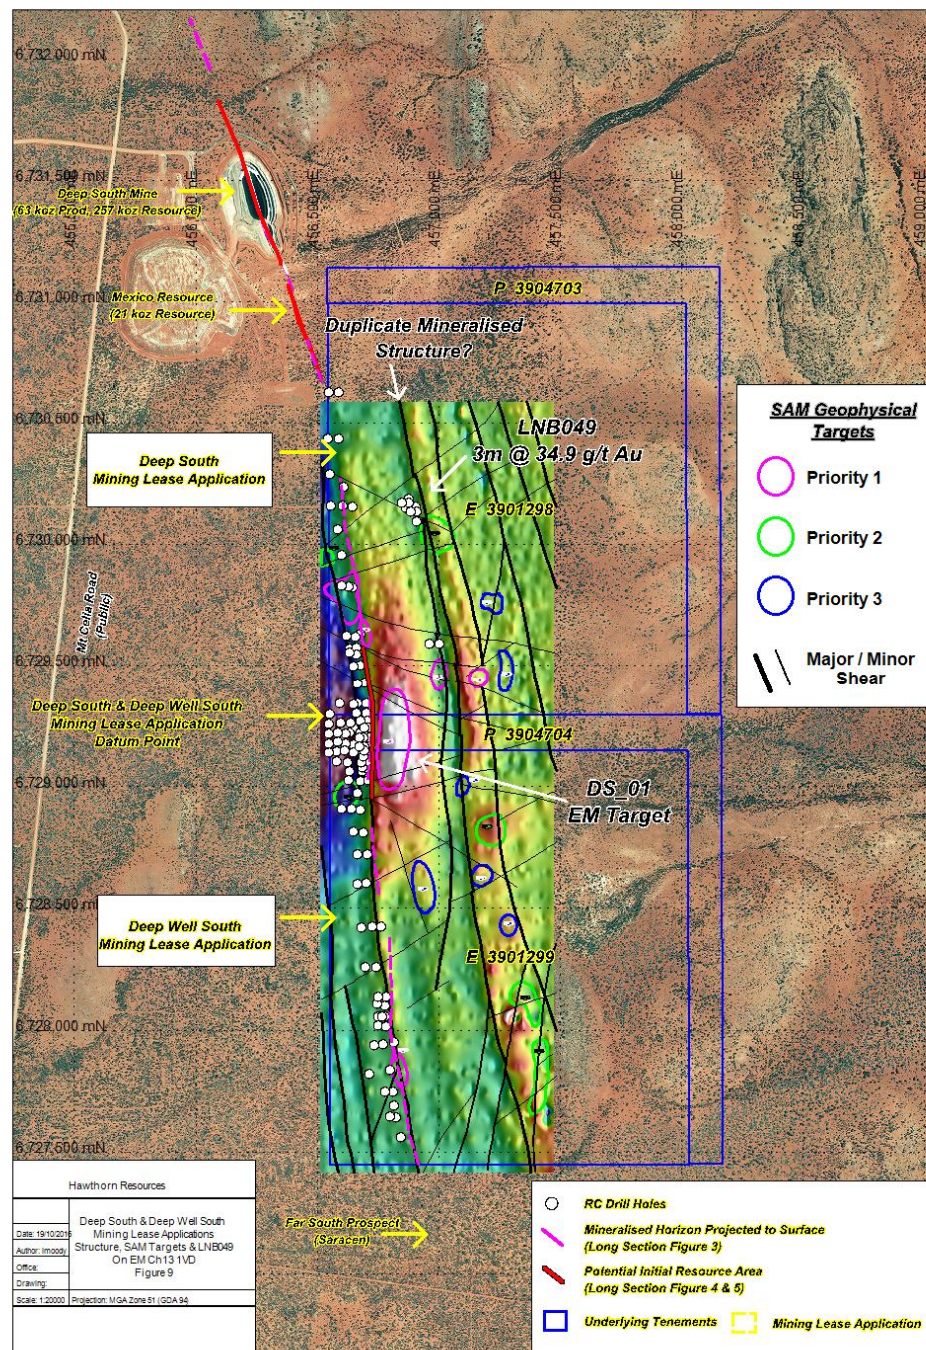 6,732,000 mN
6,731,500 mN
6,731,000 mN
6,730,500 mN
6,730,000 mN
6,729,500 mN
6,729,000 mN
6,728,500 mN
6,728,000 mN
6,727,500 mN
456,500 mE
457,000 mE
457,500 mE
458,000 mE
458,500 mE
459,000 mE
Deep South Mine
(63 koz Prod, 257 koz Resource)
Mexico Resource
(21 koz Resource)
P 3904703
Duplicate Mineralised
Structure?
LNB049
3m @ 34.9 g/t Au
Deep South
Mining Lease Application
E 3901298
Mt Celia Road
(Public)
Deep South & Deep Well South
Mining Lease Application
Datum Point
P 3904704
DS_01
EM Target
Deep Well South
Mining Lease Application
E 3901299
Far South Prospect
(Saracen)
SAM Geophysical
Targets
Priority 1
Priority 2
Priority 3
Major / Minor
Shear
Hawthorn Resources
Date: 19/10/2016
Author: lmoody
Office:
Drawing:
Scale: 1:20000
Deep South & Deep Well South
Mining Lease Applications
Structure, SAM Targets & LNB049
On EM Ch13 1VD
Figure 9
Projection: MGA Zone 51 (GDA 94)
RC Drill Holes
Mineralised Horizon Projected to Surface
(Long Section Figure 3)
Potential Initial Resource Area
(Long Section Figure 4 & 5)
Underlying Tenements
Mining Lease Application